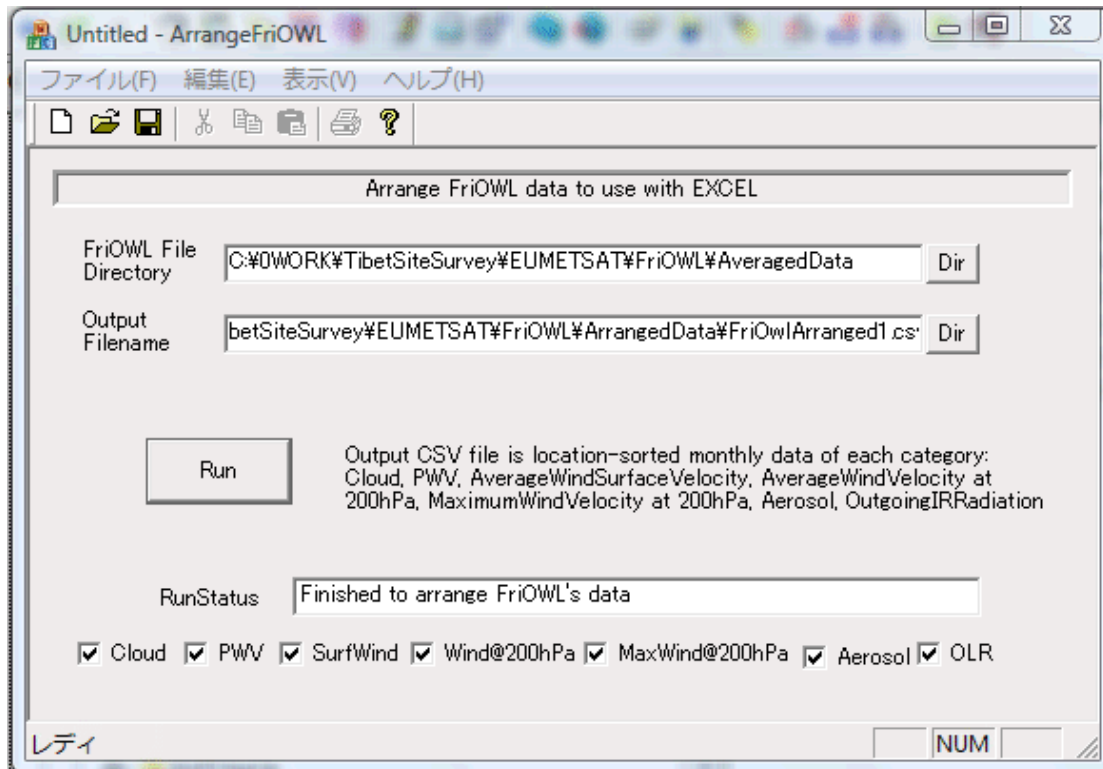 Untitled - ArrangeFriOWL
ファイル(F) 編集(E) 表示(V) ヘルプ(H)
Arrange FriOWL data to use with EXCEL
FriOWL File
Directory
C:¥0WORK¥TibetSiteSurvey¥EUMETSAT¥FriOWL¥AveragedData
Dir
Output
Filename
betSiteSurvey¥EUMETSAT¥FriOWL¥ArrangedData¥FriOwlArranged1.cs
Dir
Run
Output CSV file is location-sorted monthly data of each category:
Cloud, PWV, AverageWindSurfaceVelocity, AverageWindVelocity at
200hPa, MaximumWindVelocity at 200hPa, Aerosol, OutgoingIRRadiation
RunStatus
Finished to arrange FriOWL's data
Cloud PWV SurfWind Wind@200hPa MaxWind@200hPa Aerosol OLR
レディ
NUM